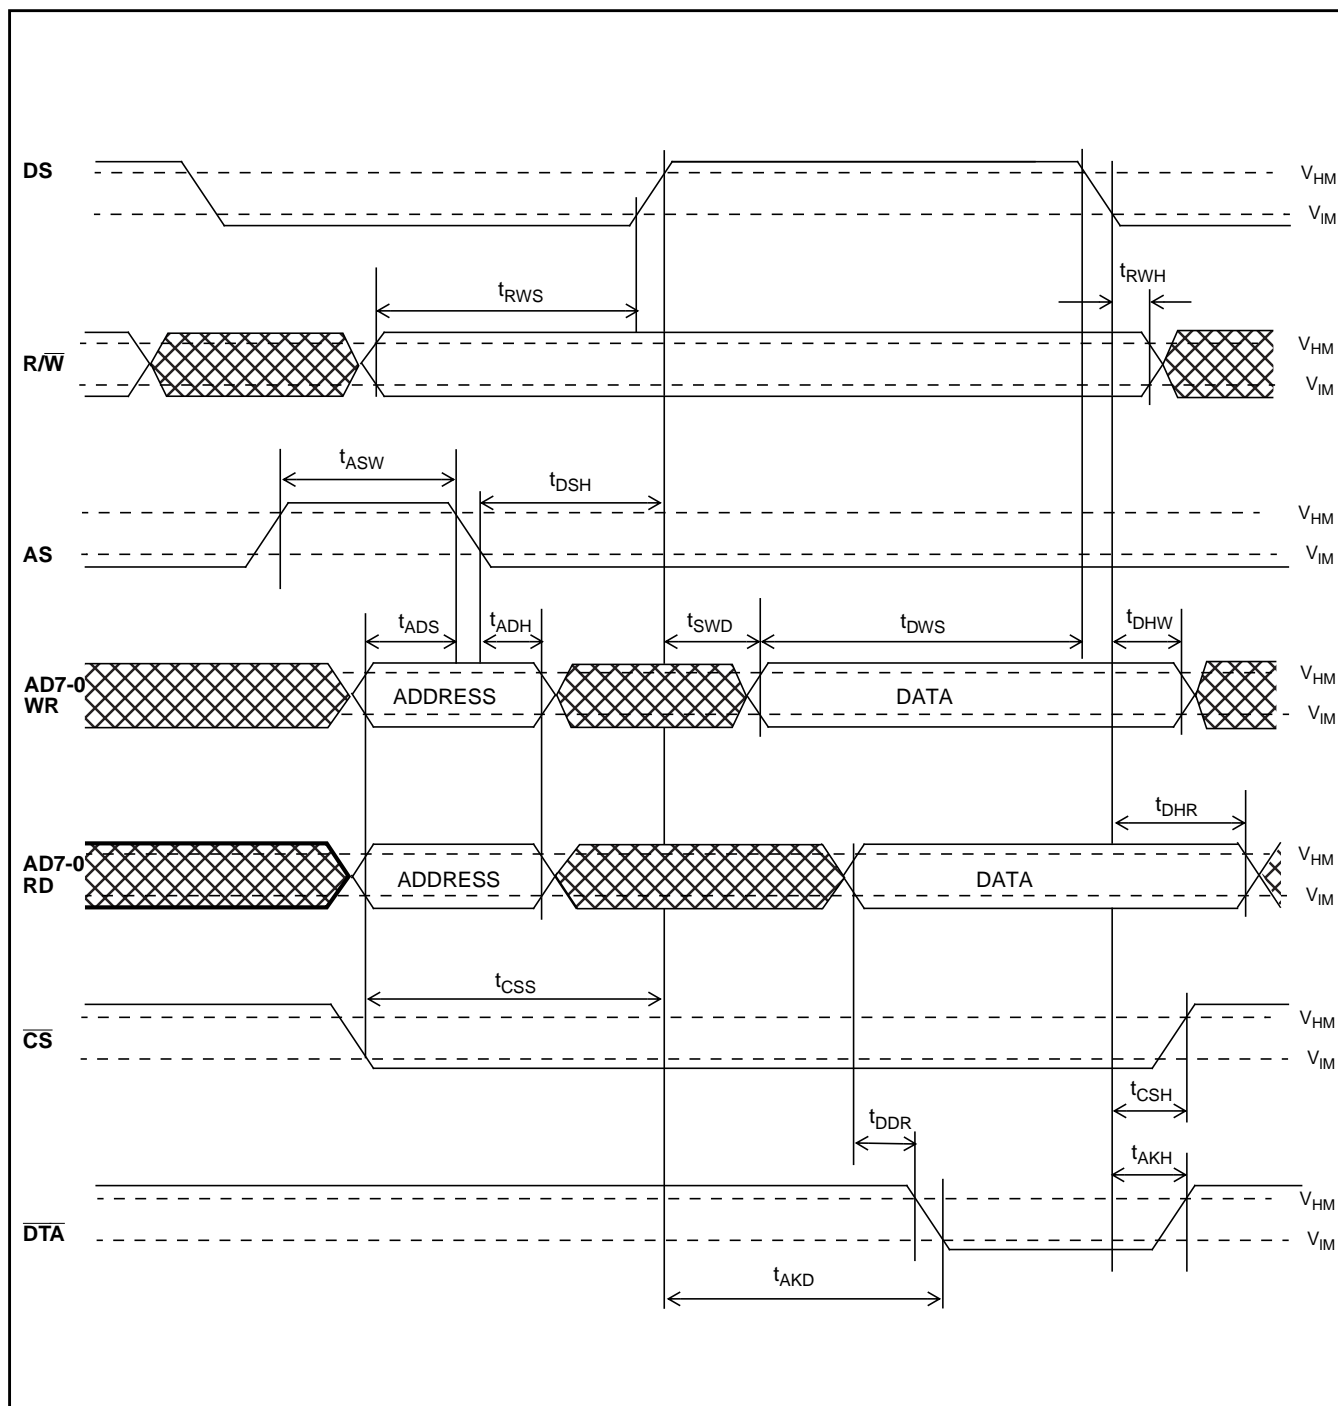 DS
V_HM
V_IM
t_RWH
t_RWS
R/W̅
V_HM
V_IM
t_ASW
t_DSH
AS
V_HM
V_IM
t_ADS t_ADH t_SWD t_DWS t_DHW
AD7-0
WR
ADDRESS DATA
V_HM
V_IM
t_DHR
AD7-0
RD
ADDRESS DATA
V_HM
V_IM
t_CSS
C̅S̅
V_HM
V_IM
t_CSH
t_DDR
t_AKH
D̅T̅A̅
V_HM
V_IM
t_AKD